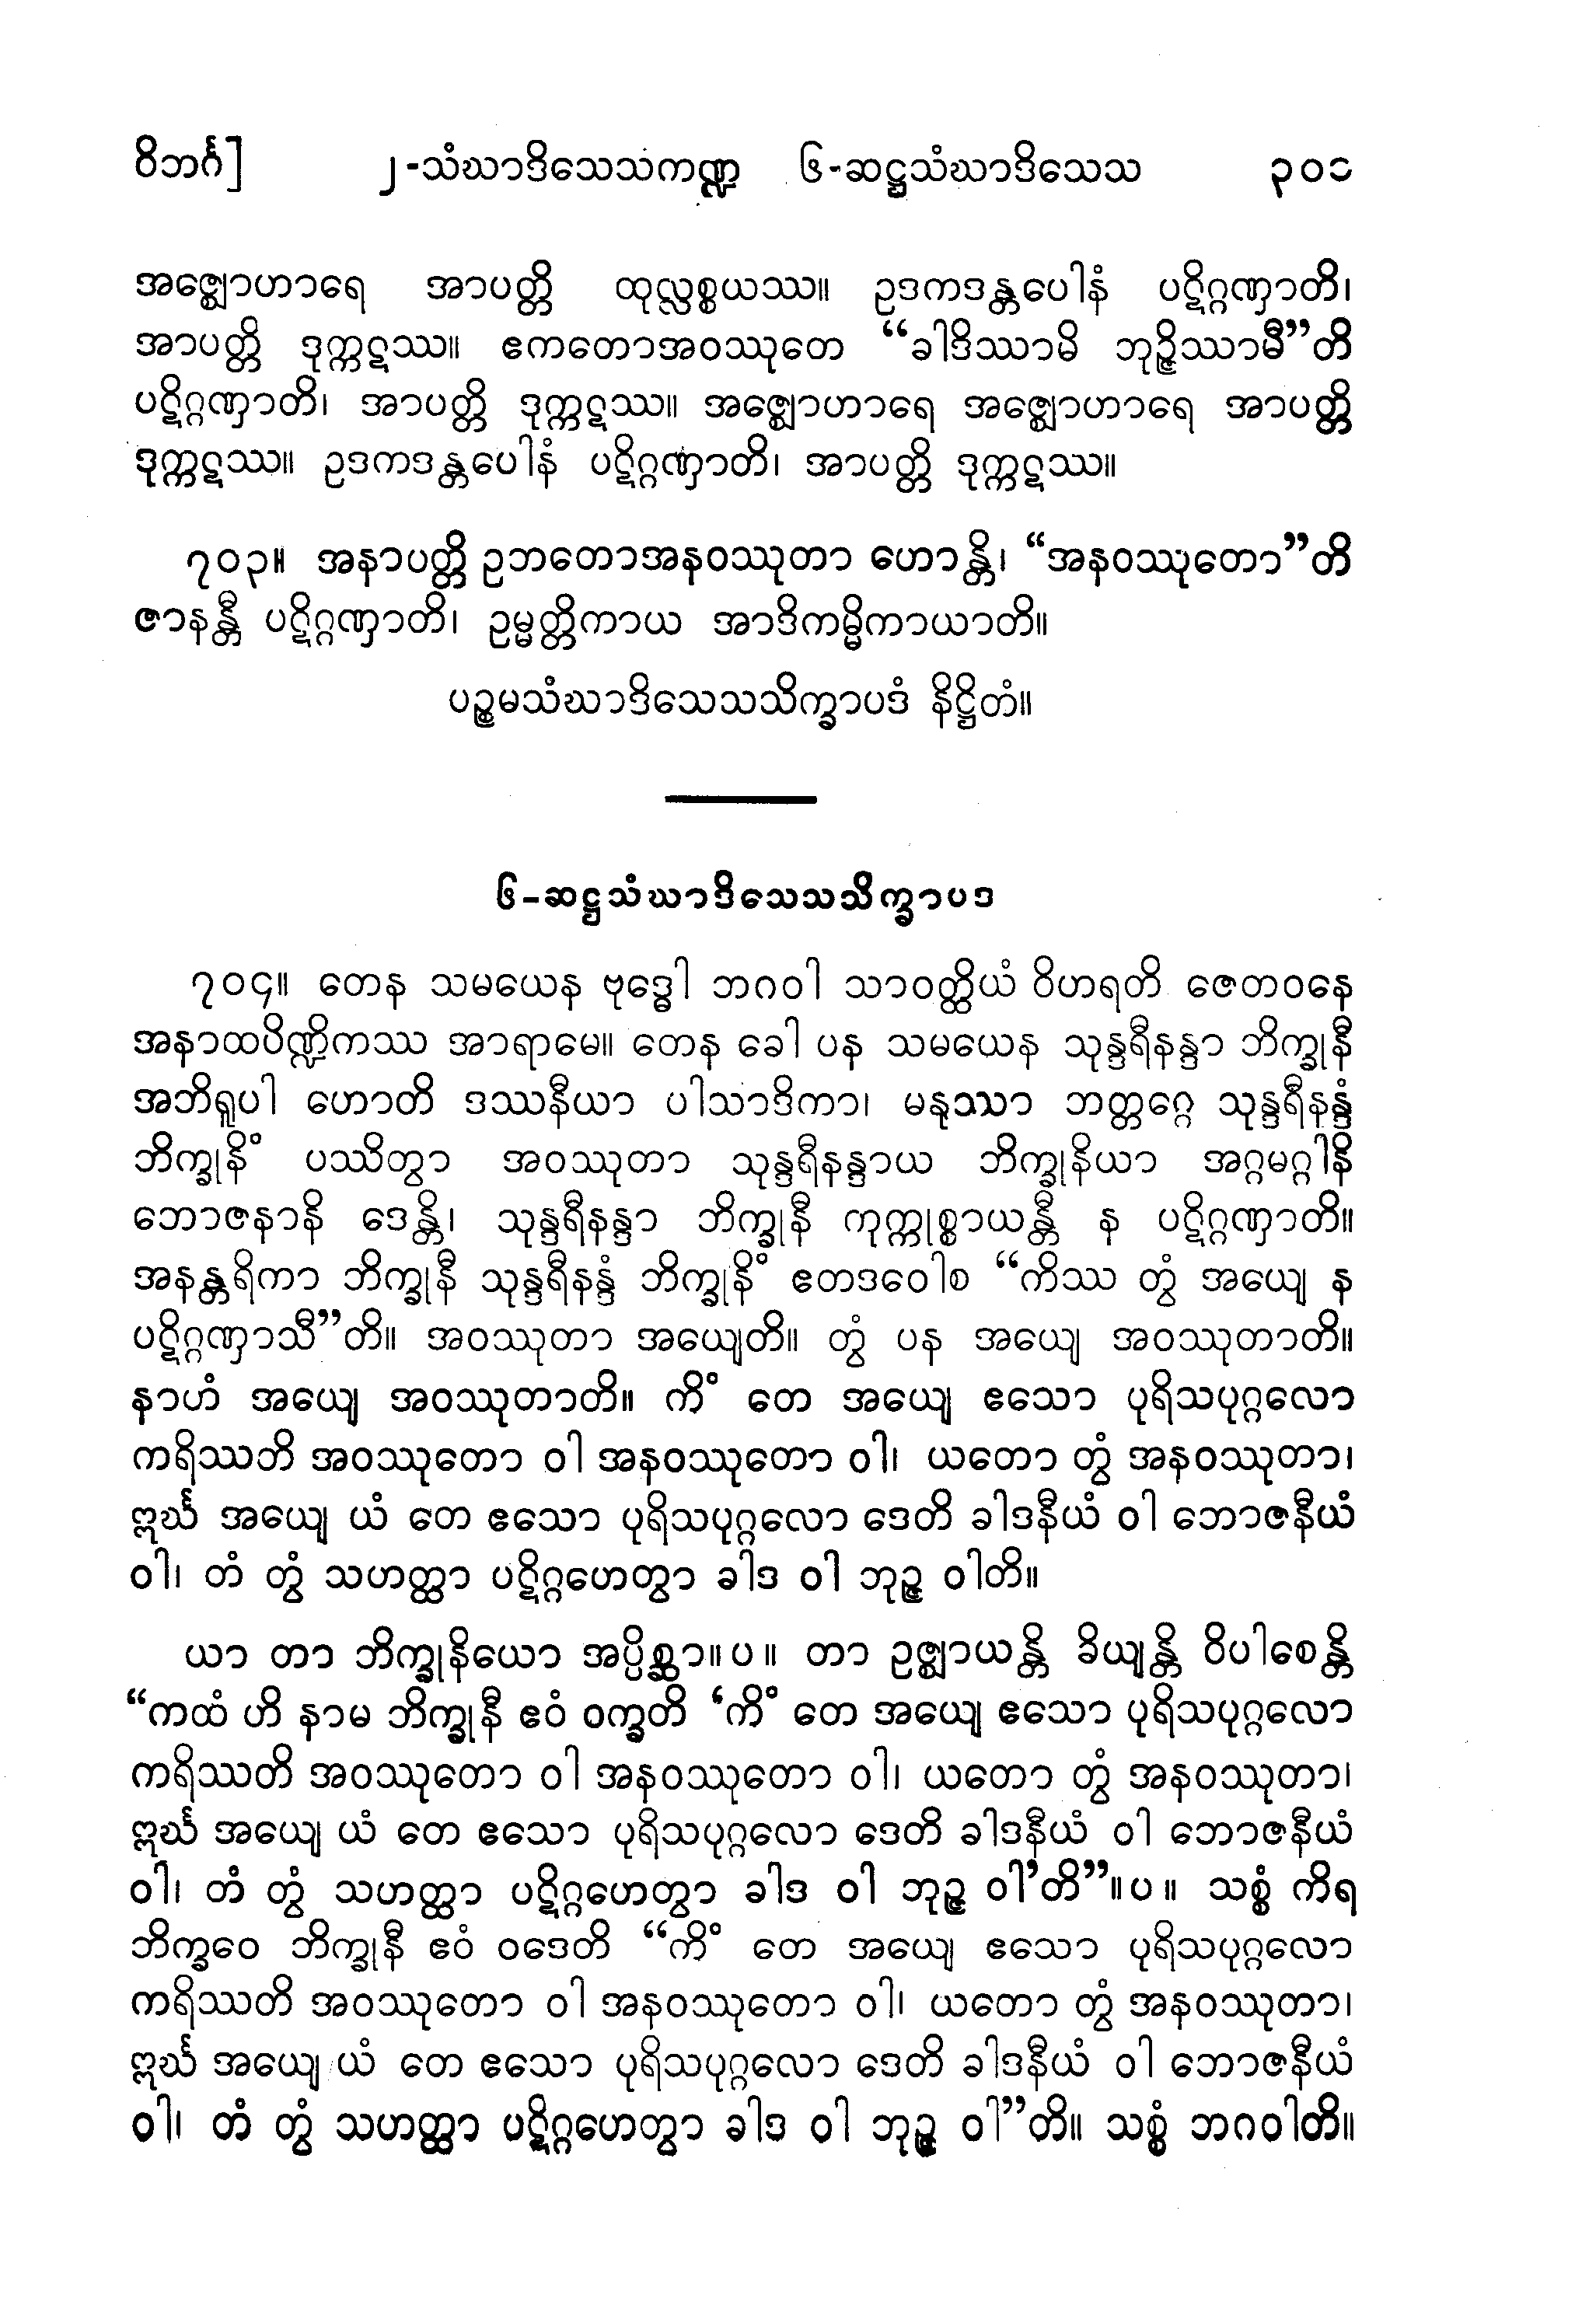 ဝိဘင်္ဂ] ၂-သံဃာဒိသေသကဏ္ဍ ၆-ဆဋ္ဌသံဃာဒိသေသ ၃၀၁
အဇ္ဈောဟာရေ အာပတ္တိ ထုလ္လစ္စယဿ။ ဥဒကဒန္တပေါနံ ပဋိဂ္ဂဏှာတိ၊
အာပတ္တိ ဒုက္ကဋဿ။ ဧကတောအဝဿုတေ “ခါဒိဿာမိ ဘုဉ္ဇိဿာမီ”တိ
ပဋိဂ္ဂဏှာတိ၊ အာပတ္တိ ဒုက္ကဋဿ။ အဇ္ဈောဟာရေ အဇ္ဈောဟာရေ အာပတ္တိ
ဒုက္ကဋဿ။ ဥဒကဒန္တပေါနံ ပဋိဂ္ဂဏှာတိ၊ အာပတ္တိ ဒုက္ကဋဿ။
၇၀၃။ အနာပတ္တိ ဥဘတောအနဝဿုတာ ဟောန္တိ၊ “အနဝဿုတော”တိ
ဇာနန္တီ ပဋိဂ္ဂဏှာတိ၊ ဥမ္မတ္တိကာယ အာဒိကမ္မိကာယာတိ။
ပဉ္စမသံဃာဒိသေသသိက္ခာပဒံ နိဋ္ဌိတံ။
၆-ဆဋ္ဌသံဃာဒိသေသသိက္ခာပဒ
၇၀၄။ တေန သမယေန ဗုဒ္ဓေါ ဘဂဝါ သာဝတ္ထိယံ ဝိဟရတိ ဇေတဝနေ
အနာထပိဏ္ဍိကဿ အာရာမေ။ တေန ခေါ ပန သမယေန သုန္ဒရီနန္ဒာ ဘိက္ခုနီ
အဘိရူပါ ဟောတိ ဒဿနီယာ ပါသာဒိကာ၊ မနုဿာ ဘတ္တဂ္ဂေ သုန္ဒရီနန္ဒံ
ဘိက္ခုနိံ ပဿိတွာ အဝဿုတာ သုန္ဒရီနန္ဒာယ ဘိက္ခုနိယာ အဂ္ဂမဂ္ဂါနိ
ဘောဇနာနိ ဒေန္တိ၊ သုန္ဒရီနန္ဒာ ဘိက္ခုနီ ကုက္ကုစ္စာယန္တီ န ပဋိဂ္ဂဏှာတိ။
အနန္တရိကာ ဘိက္ခုနီ သုန္ဒရီနန္ဒံ ဘိက္ခုနိံ ဧတဒဝေါစ “ကိဿ တွံ အယျေ န
ပဋိဂ္ဂဏှာသီ”တိ။ အဝဿုတာ အယျေတိ။ တွံ ပန အယျေ အဝဿုတာတိ။
နာဟံ အယျေ အဝဿုတာတိ။ ကိံ တေ အယျေ ဧသော ပုရိသပုဂ္ဂလော
ကရိဿဘိ အဝဿုတော ဝါ အနဝဿုတော ဝါ၊ ယတော တွံ အနဝဿုတာ၊
ဣင်္ဃ အယျေ ယံ တေ ဧသော ပုရိသပုဂ္ဂလော ဒေတိ ခါဒနီယံ ဝါ ဘောဇနီယံ
ဝါ၊ တံ တွံ သဟတ္ထာ ပဋိဂ္ဂဟေတွာ ခါဒ ဝါ ဘုဉ္ဇ ဝါတိ။
ယာ တာ ဘိက္ခုနိယော အပ္ပိစ္ဆာ။ပ။ တာ ဥဇ္ဈာယန္တိ ခိယျန္တိ ဝိပါစေန္တိ
“ကထံ ဟိ နာမ ဘိက္ခုနီ ဧဝံ ဝက္ခတိ ‘ကိံ တေ အယျေ ဧသော ပုရိသပုဂ္ဂလော
ကရိဿတိ အဝဿုတော ဝါ အနဝဿုတော ဝါ၊ ယတော တွံ အနဝဿုတာ၊
ဣင်္ဃ အယျေ ယံ တေ ဧသော ပုရိသပုဂ္ဂလော ဒေတိ ခါဒနီယံ ဝါ ဘောဇနီယံ
ဝါ၊ တံ တွံ သဟတ္ထာ ပဋိဂ္ဂဟေတွာ ခါဒ ဝါ ဘုဉ္ဇ ဝါ’တိ”။ပ။ သစ္စံ ကိရ
ဘိက္ခဝေ ဘိက္ခုနီ ဧဝံ ဝဒေတိ “ကိံ တေ အယျေ ဧသော ပုရိသပုဂ္ဂလော
ကရိဿတိ အဝဿုတော ဝါ အနဝဿုတော ဝါ၊ ယတော တွံ အနဝဿုတာ၊
ဣင်္ဃ အယျေ ယံ တေ ဧသော ပုရိသပုဂ္ဂလော ဒေတိ ခါဒနီယံ ဝါ ဘောဇနီယံ
ဝါ၊ တံ တွံ သဟတ္ထာ ပဋိဂ္ဂဟေတွာ ခါဒ ဝါ ဘုဉ္ဇ ဝါ”တိ။ သစ္စံ ဘဂဝါတိ။